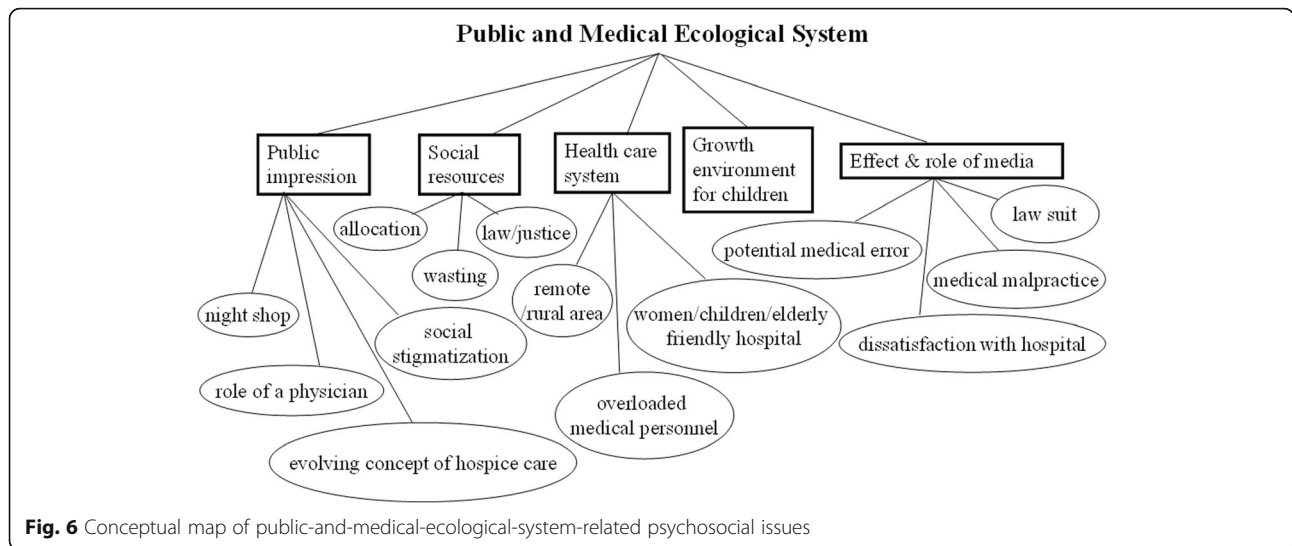 Public and Medical Ecological System
Public
impression
Social
resources
Health care
system
Growth
environment
for children
Effect & role of media
allocation
law/justice
wasting
night shop
social
stigmatization
role of a physician
evolving concept of hospice care
remote
/rural area
women/children/elderly
friendly hospital
overloaded
medical personnel
law suit
potential medical error
medical malpractice
dissatisfaction with hospital
Fig. 6 Conceptual map of public-and-medical-ecological-system-related psychosocial issues